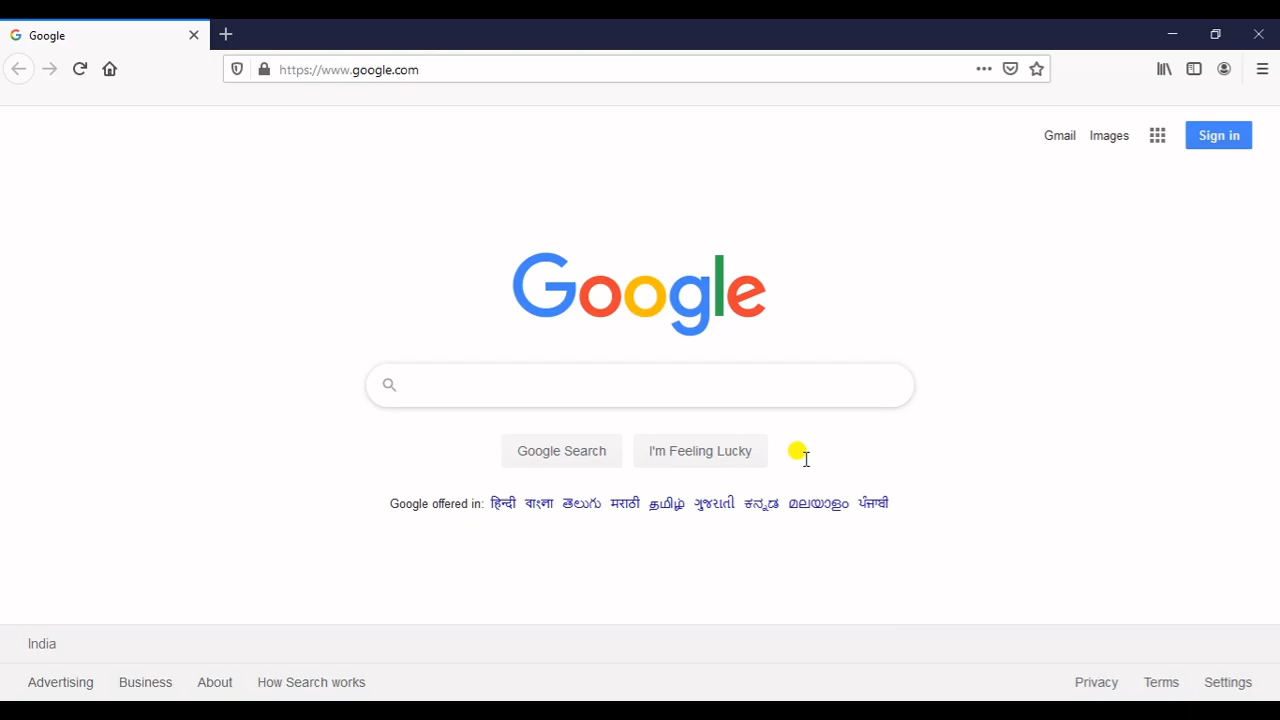 Google
https://www.google.com
Gmail Images Sign in
Google
Google Search I'm Feeling Lucky
Google offered in: हिन्दी বাংলা తెలుగు मराठी தமிழ் ગુજરાતી ಕನ್ನಡ മലയാളം ਪੰਜਾਬੀ
India
Advertising Business About How Search works Privacy Terms Settings